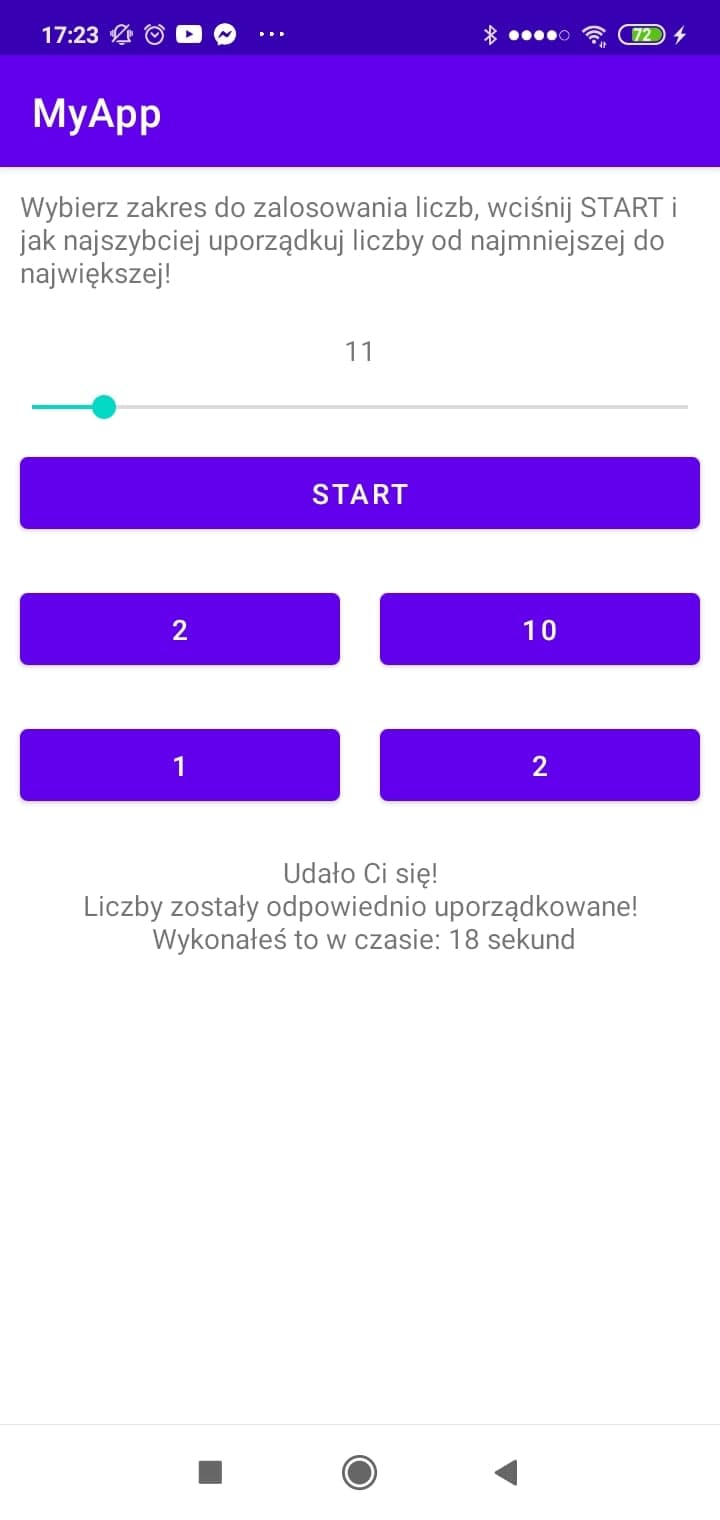 17:23
72
MyApp
Wybierz zakres do zalosowania liczb, wciśnij START i
jak najszybciej uporządkuj liczby od najmniejszej do
największej!
11
START
2 10
1 2
Udało Ci się!
Liczby zostały odpowiednio uporządkowane!
Wykonałeś to w czasie: 18 sekund